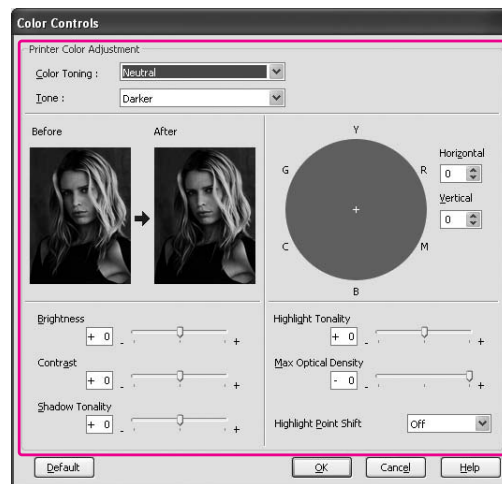 Color Controls
Printer Color Adjustment
Color Toning : Neutral
Tone : Darker
Before After
Y
G R
C M
B
Horizontal
0
Vertical
0
Brightness
+ 0 - +
Contrast
+ 0 - +
Shadow Tonality
+ 0 - +
Highlight Tonality
+ 0 - +
Max Optical Density
- 0 - +
Highlight Point Shift Off
Default OK Cancel Help